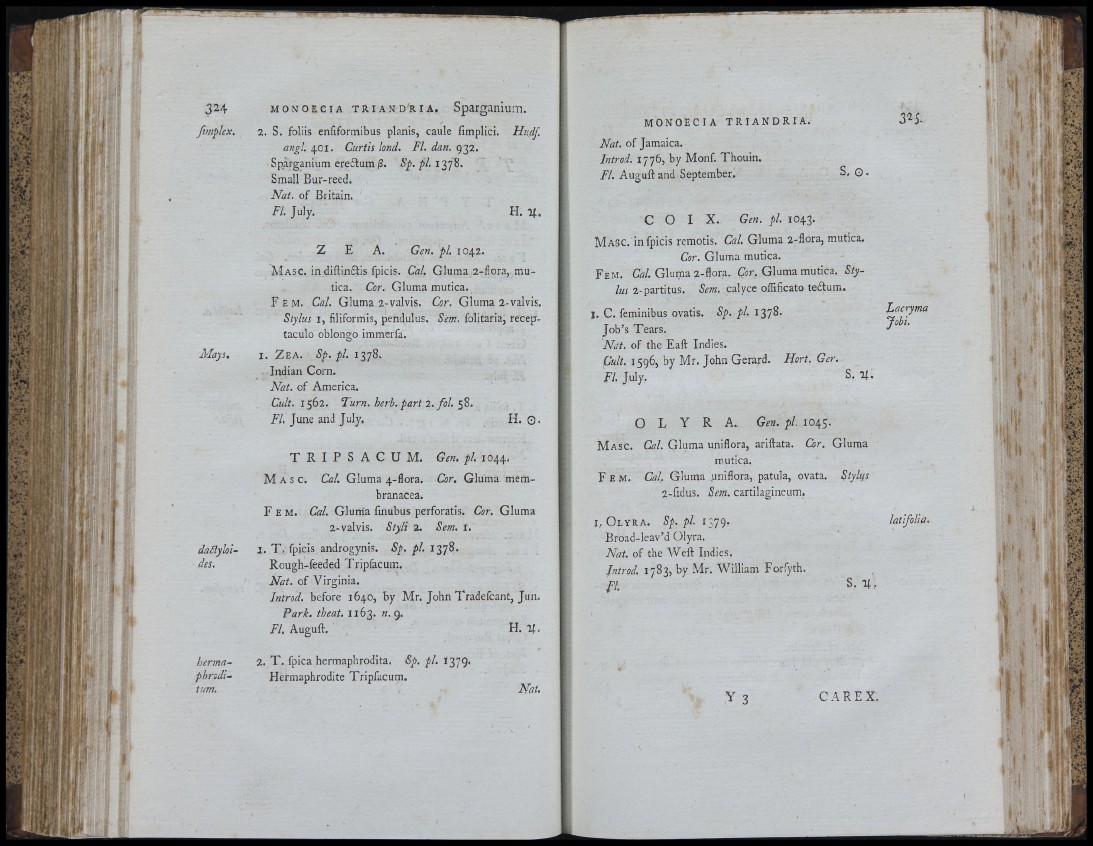 324 MONOECIA TRIANDRIA. Sparganium.
ſimplex. 2. S. foliis enſiformibus planis, caule ſimplici. Hudſ.
angl. 401. Curtis lond. Fl. dan. 932.
Sparganium erectum β. Sp. pl. 1378.
Small Bur-reed.
Nat. of Britain.
Fl. July. H. ♃.
Z E A. Gen. pl. 1042.
MASC. in diſtinctis ſpicis. Cal. Gluma 2-flora, mu-
tica. Cor. Gluma mutica.
FEM. Cal. Gluma 2-valvis. Cor. Gluma 2-valvis.
Stylus 1, filiformis, pendulus. Sem. ſolitaria, recep-
taculo oblongo immerſa.
Mays. 1. ZEA. Sp. pl. 1378.
Indian Corn.
Nat. of America.
Cult. 1562. Turn. herb. part 2. fol. 58.
Fl. June and July. H. ☉.
T R I P S A C U M. Gen. pl. 1044.
MASC. Cal. Gluma 4-flora. Cor. Gluma mem-
branacea.
FEM. Cal. Gluma ſinubus perforatis. Cor. Gluma
2-valvis. Styli 2. Sem. 1.
dactyloi- 1. T. ſpicis androgynis. Sp. pl. 1378.
des. Rough-ſeeded Tripſacum.
Nat. of Virginia.
Introd. before 1640, by Mr. John Tradeſcant, Jun.
Park. theat. 1163. n. 9.
Fl. Auguſt. H. ♃.
herma- 2. T. ſpica hermaphrodita. Sp. pl. 1379.
phrodi- Hermaphrodite Tripſacum.
tum. Nat.
MONOECIA TRIANDRIA. 325.
Nat. of Jamaica.
Introd. 1776, by Monſ. Thouin.
Fl. Auguſt and September. S. ☉.
C O I X. Gen. pl. 1043.
MASC. in ſpicis remotis. Cal. Gluma 2-flora, mutica.
Cor. Gluma mutica.
FEM. Cal. Gluma 2-flora. Cor. Gluma mutica. Sty-
lus 2-partitus. Sem. calyce oſſificato tectum.
1. C. ſeminibus ovatis. Sp. pl. 1378. Lacryma
Job's Tears. Jobi.
Nat. of the Eaſt Indies.
Cult. 1596, by Mr. John Gerard. Hort. Ger.
Fl. July. S. ♃.
O L Y R A. Gen. pl. 1045.
MASC. Cal. Gluma uniflora, ariſtata. Cor. Gluma
mutica.
FEM. Cal. Gluma uniflora, patula, ovata. Stylus
2-fidus. Sem. cartilagineum.
1. OLYRA. Sp. pl. 1379. latifolia.
Broad-leav'd Olyra.
Nat. of the Weſt Indies.
Introd. 1783, by Mr. William Forſyth.
Fl. S. ♃.
Y 3 CAREX.